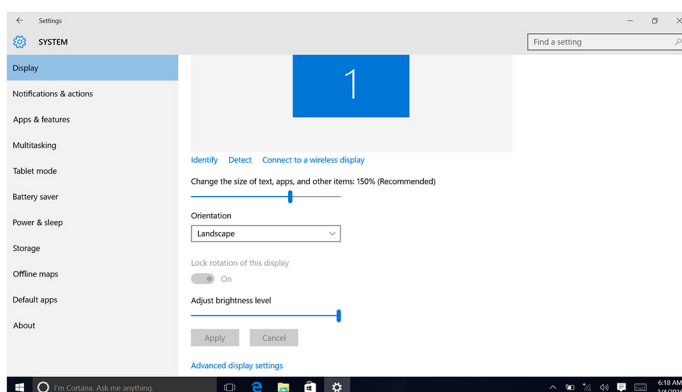 Settings
SYSTEM
Find a setting
Display
Notifications & actions
Apps & features
Multitasking
Tablet mode
Battery saver
Power & sleep
Storage
Offline maps
Default apps
About
1
Identify Detect Connect to a wireless display
Change the size of text, apps, and other items: 150% (Recommended)
Orientation
Landscape
Lock rotation of this display
On
Adjust brightness level
Apply Cancel
Advanced display settings
I'm Cortana. Ask me anything.
6:18 AM